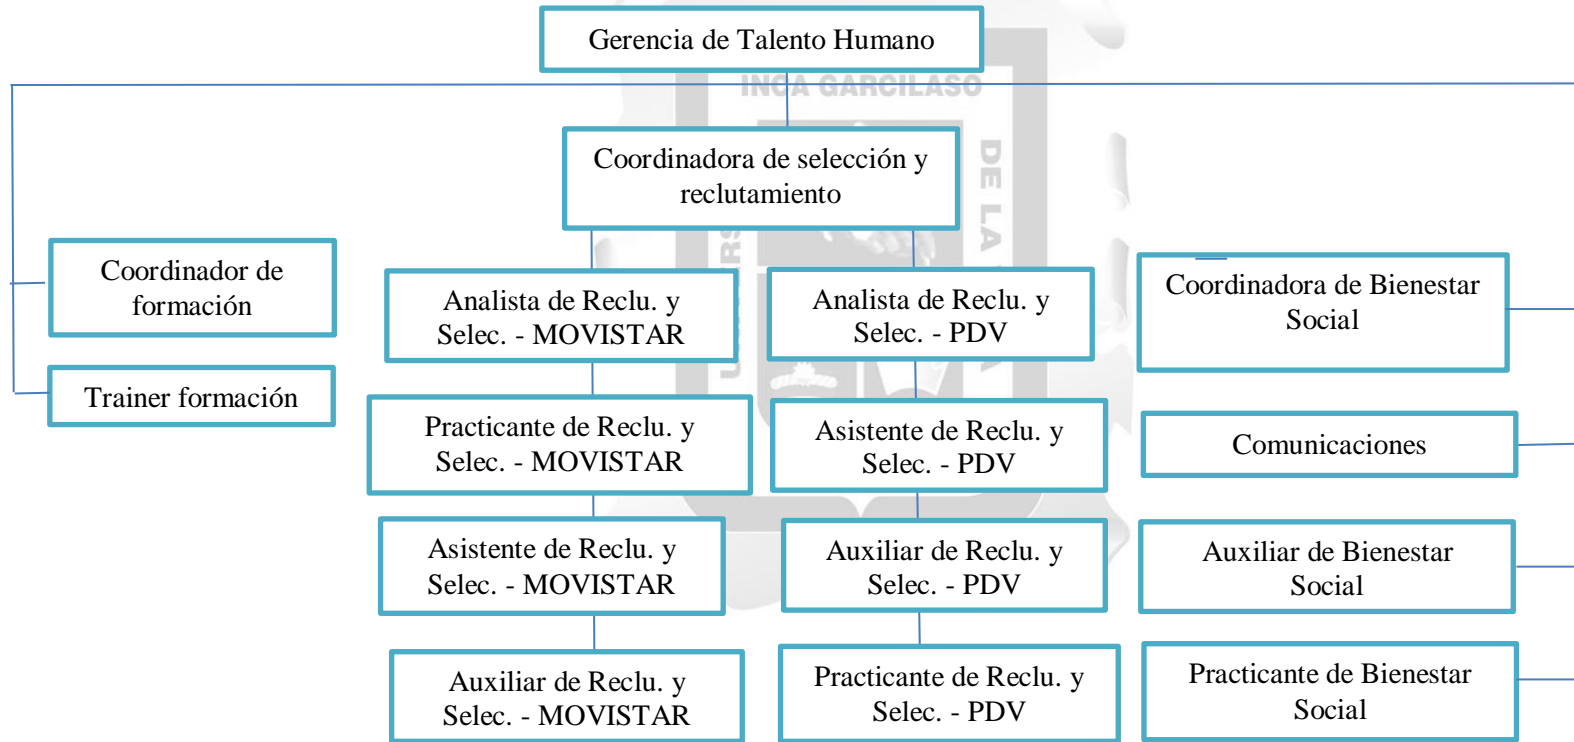 Gerencia de Talento Humano
INCA GARCILASO
DE LA
Coordinadora de selección y
reclutamiento
Coordinador de
formación
Trainer formación
Analista de Reclu. y
Selec. - MOVISTAR
Practicante de Reclu. y
Selec. - MOVISTAR
Asistente de Reclu. y
Selec. - MOVISTAR
Auxiliar de Reclu. y
Selec. - MOVISTAR
Analista de Reclu. y
Selec. - PDV
Asistente de Reclu. y
Selec. - PDV
Auxiliar de Reclu. y
Selec. - PDV
Practicante de Reclu. y
Selec. - PDV
Coordinadora de Bienestar
Social
Comunicaciones
Auxiliar de Bienestar
Social
Practicante de Bienestar
Social